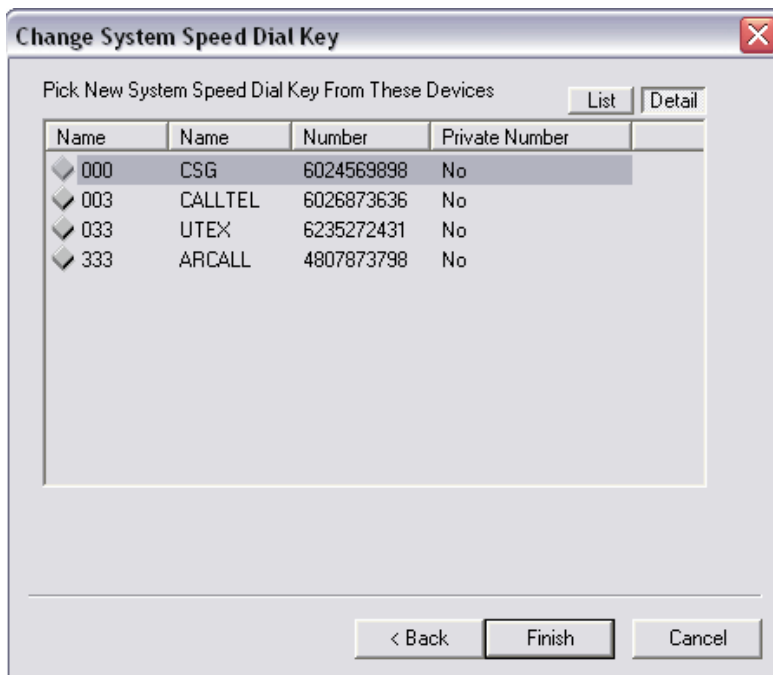 Change System Speed Dial Key
Pick New System Speed Dial Key From These Devices List Detail
Name Name Number Private Number
000 CSG 6024569898 No
003 CALLTEL 6026873636 No
033 UTEX 6235272431 No
333 ARCALL 4807873798 No
< Back Finish Cancel